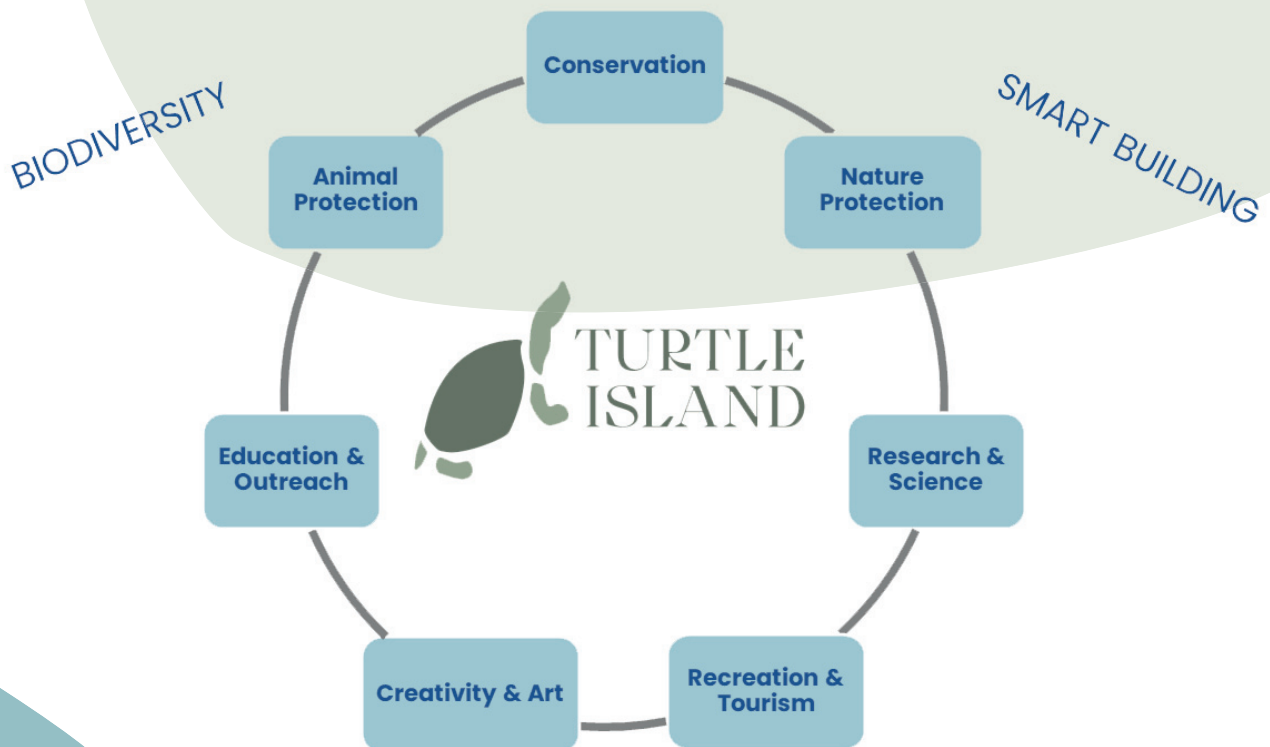 Conservation
BIODIVERSITY
SMART BUILDING
Animal
Protection
Nature
Protection
TURTLE
ISLAND
Education &
Outreach
Research &
Science
Creativity & Art
Recreation &
Tourism